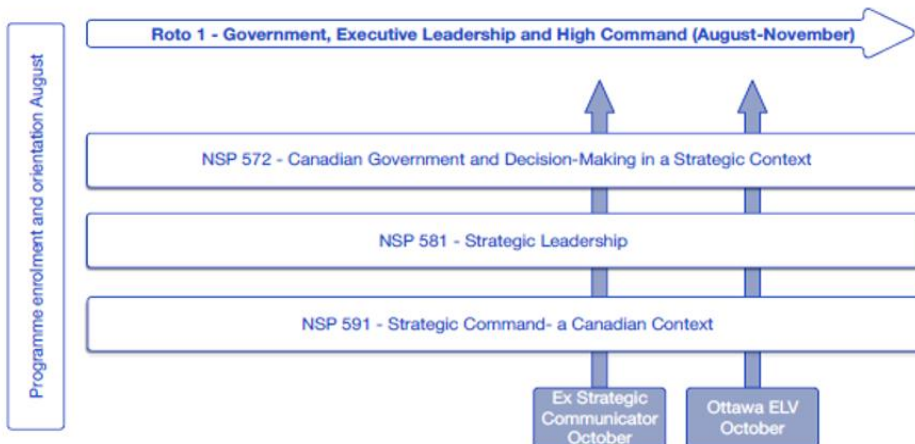 Programme enrolment and orientation August
Roto 1 - Government, Executive Leadership and High Command (August-November)
NSP 572 - Canadian Government and Decision-Making in a Strategic Context
NSP 581 - Strategic Leadership
NSP 591 - Strategic Command- a Canadian Context
Ex Strategic
Communicator
October
Ottawa ELV
October